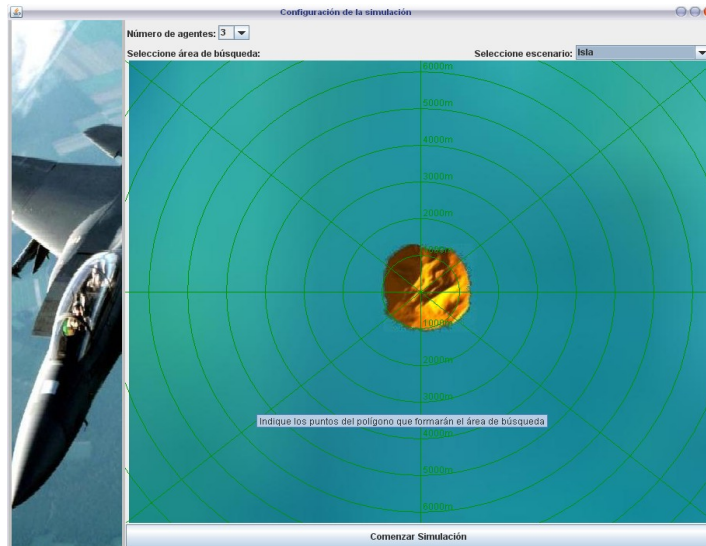 Configuración de la simulación
Número de agentes: 3
Seleccione área de búsqueda:
Seleccione escenario: Isla
6000m
5000m
4000m
3000m
2000m
1000m
1000m
2000m
3000m
Indique los puntos del polígono que formarán el área de búsqueda
4000m
5000m
6000m
Comenzar Simulación